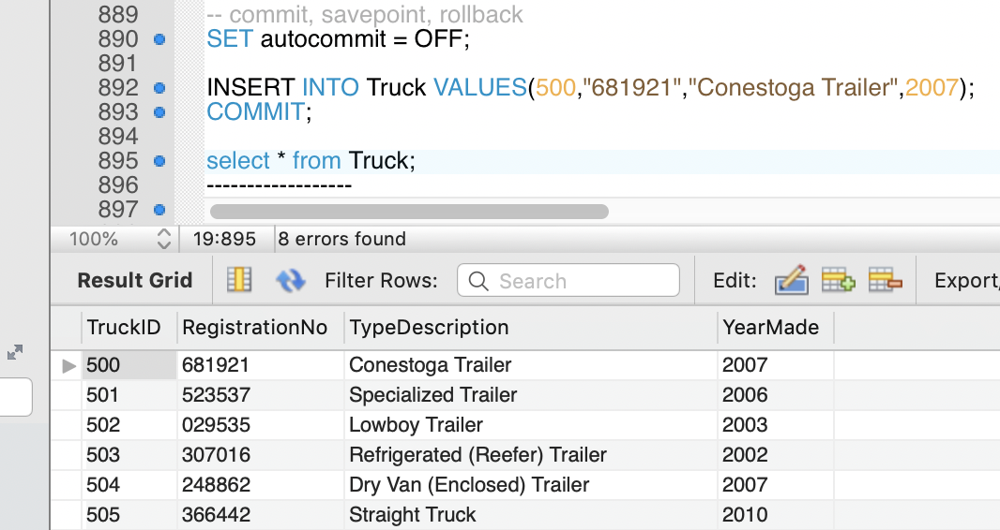 889 -- commit, savepoint, rollback
890 SET autocommit = OFF;
891
892 INSERT INTO Truck VALUES(500,"681921","Conestoga Trailer",2007);
893 COMMIT;
894
895 select * from Truck;
896 ------------------
897
100% 19:895 8 errors found
Result Grid Filter Rows: Search Edit: Export/
TruckID RegistrationNo TypeDescription YearMade
500 681921 Conestoga Trailer 2007
501 523537 Specialized Trailer 2006
502 029535 Lowboy Trailer 2003
503 307016 Refrigerated (Reefer) Trailer 2002
504 248862 Dry Van (Enclosed) Trailer 2007
505 366442 Straight Truck 2010